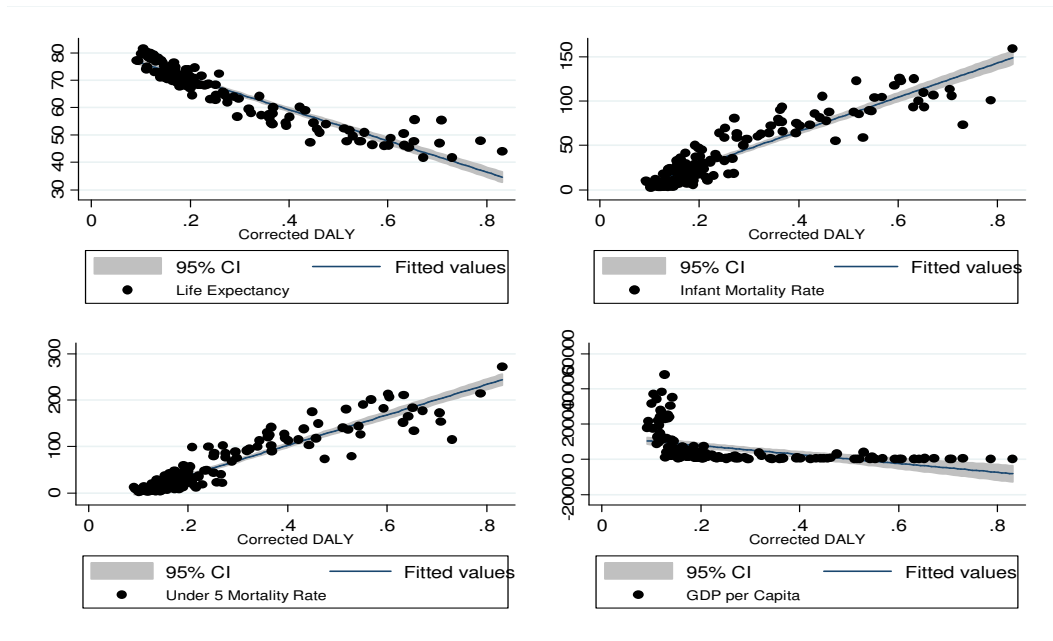 80
70
60
50
40
30
0 .2 .4 .6 .8
Corrected DALY
95% CI Fitted values
Life Expectancy
150
100
50
0
0 .2 .4 .6 .8
Corrected DALY
95% CI Fitted values
Infant Mortality Rate
300
200
100
0
0 .2 .4 .6 .8
Corrected DALY
95% CI Fitted values
Under 5 Mortality Rate
60000
40000
20000
0
-20000
0 .2 .4 .6 .8
Corrected DALY
95% CI Fitted values
GDP per Capita